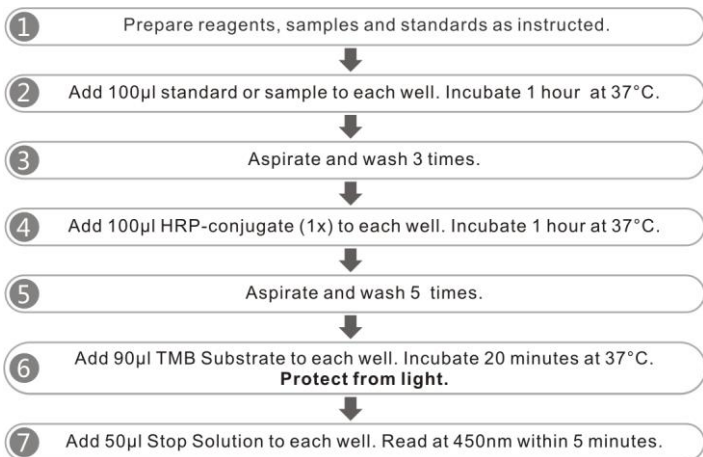 1 Prepare reagents, samples and standards as instructed.
2 Add 100μl standard or sample to each well. Incubate 1 hour at 37°C.
3 Aspirate and wash 3 times.
4 Add 100μl HRP-conjugate (1x) to each well. Incubate 1 hour at 37°C.
5 Aspirate and wash 5 times.
6 Add 90μl TMB Substrate to each well. Incubate 20 minutes at 37°C.
Protect from light.
7 Add 50μl Stop Solution to each well. Read at 450nm within 5 minutes.